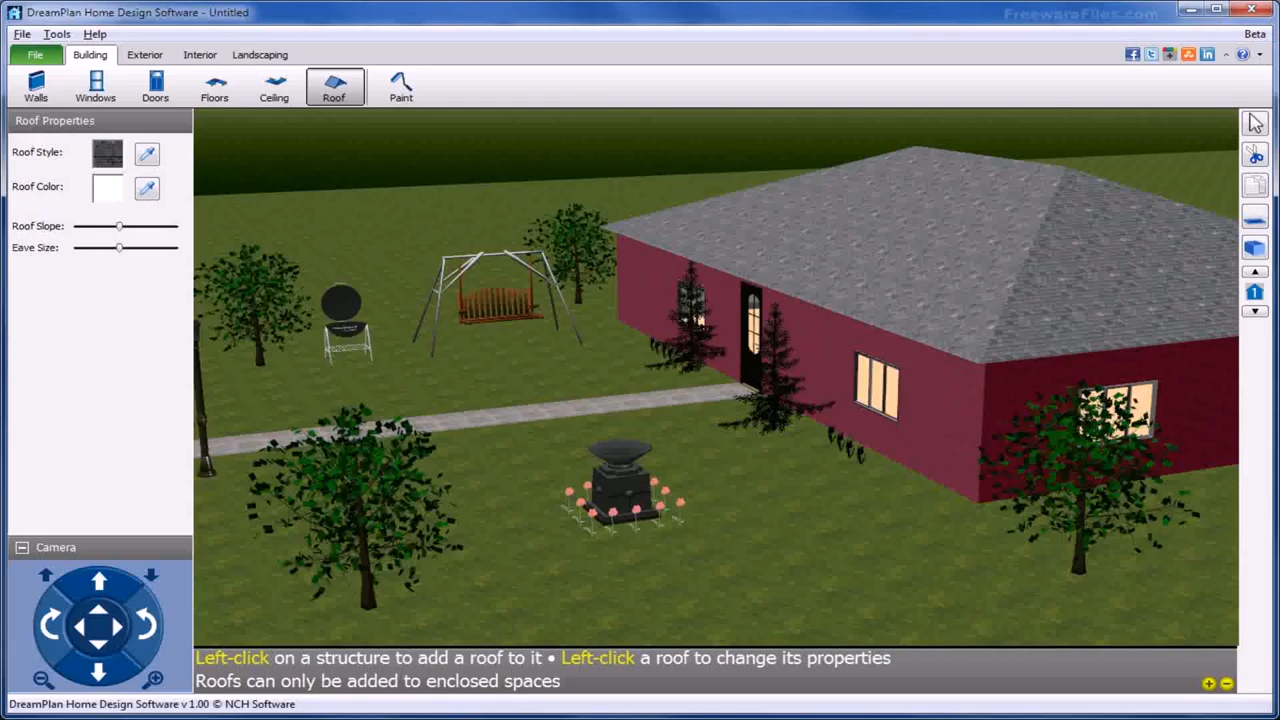 DreamPlan Home Design Software - Untitled
FreewareFiles.com
File Tools Help Beta
File Building Exterior Interior Landscaping
Walls Windows Doors Floors Ceiling Roof Paint
Roof Properties
Roof Style:
Roof Color:
Roof Slope:
Eave Size:
1
Camera
Left-click on a structure to add a roof to it • Left-click a roof to change its properties
Roofs can only be added to enclosed spaces
DreamPlan Home Design Software v 1.00 © NCH Software